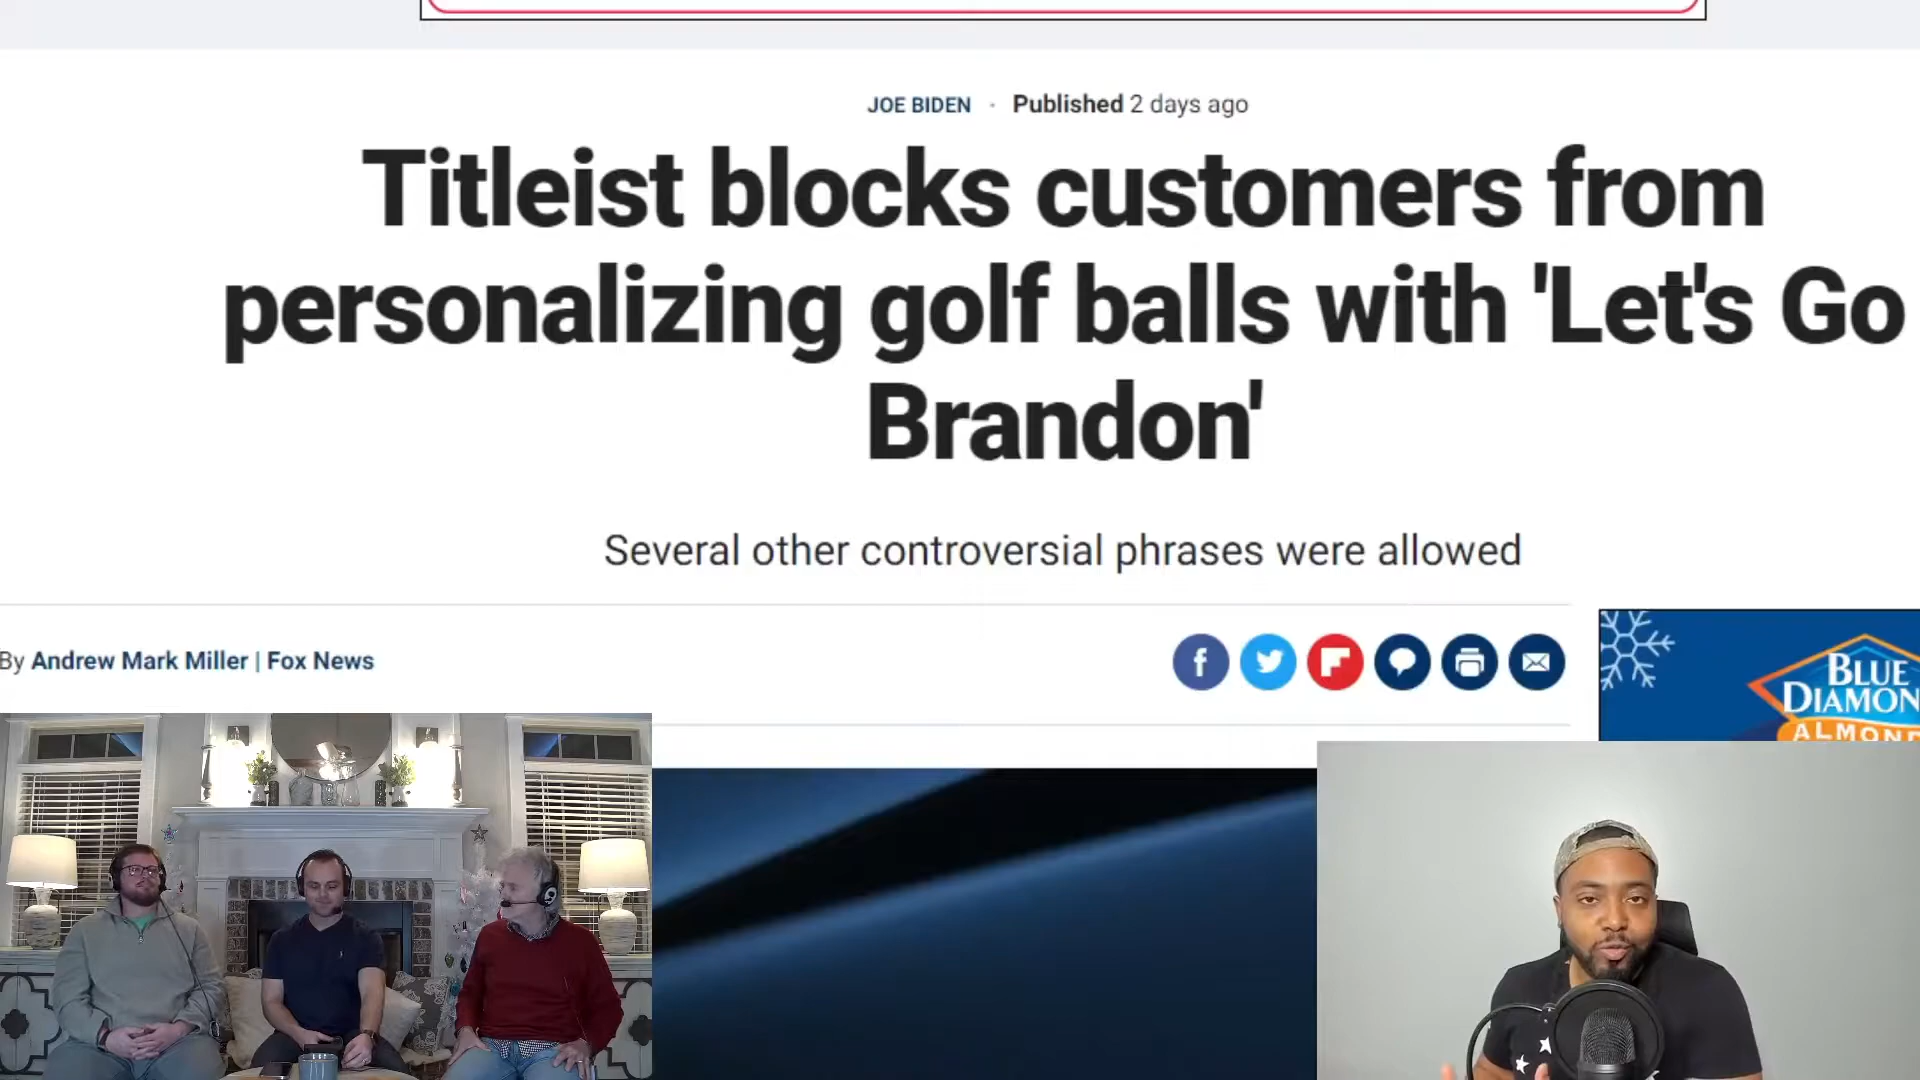 JOE BIDEN · Published 2 days ago
Titleist blocks customers from
personalizing golf balls with 'Let's Go
Brandon'
Several other controversial phrases were allowed
By Andrew Mark Miller | Fox News
BLUE
DIAMON
ALMOND